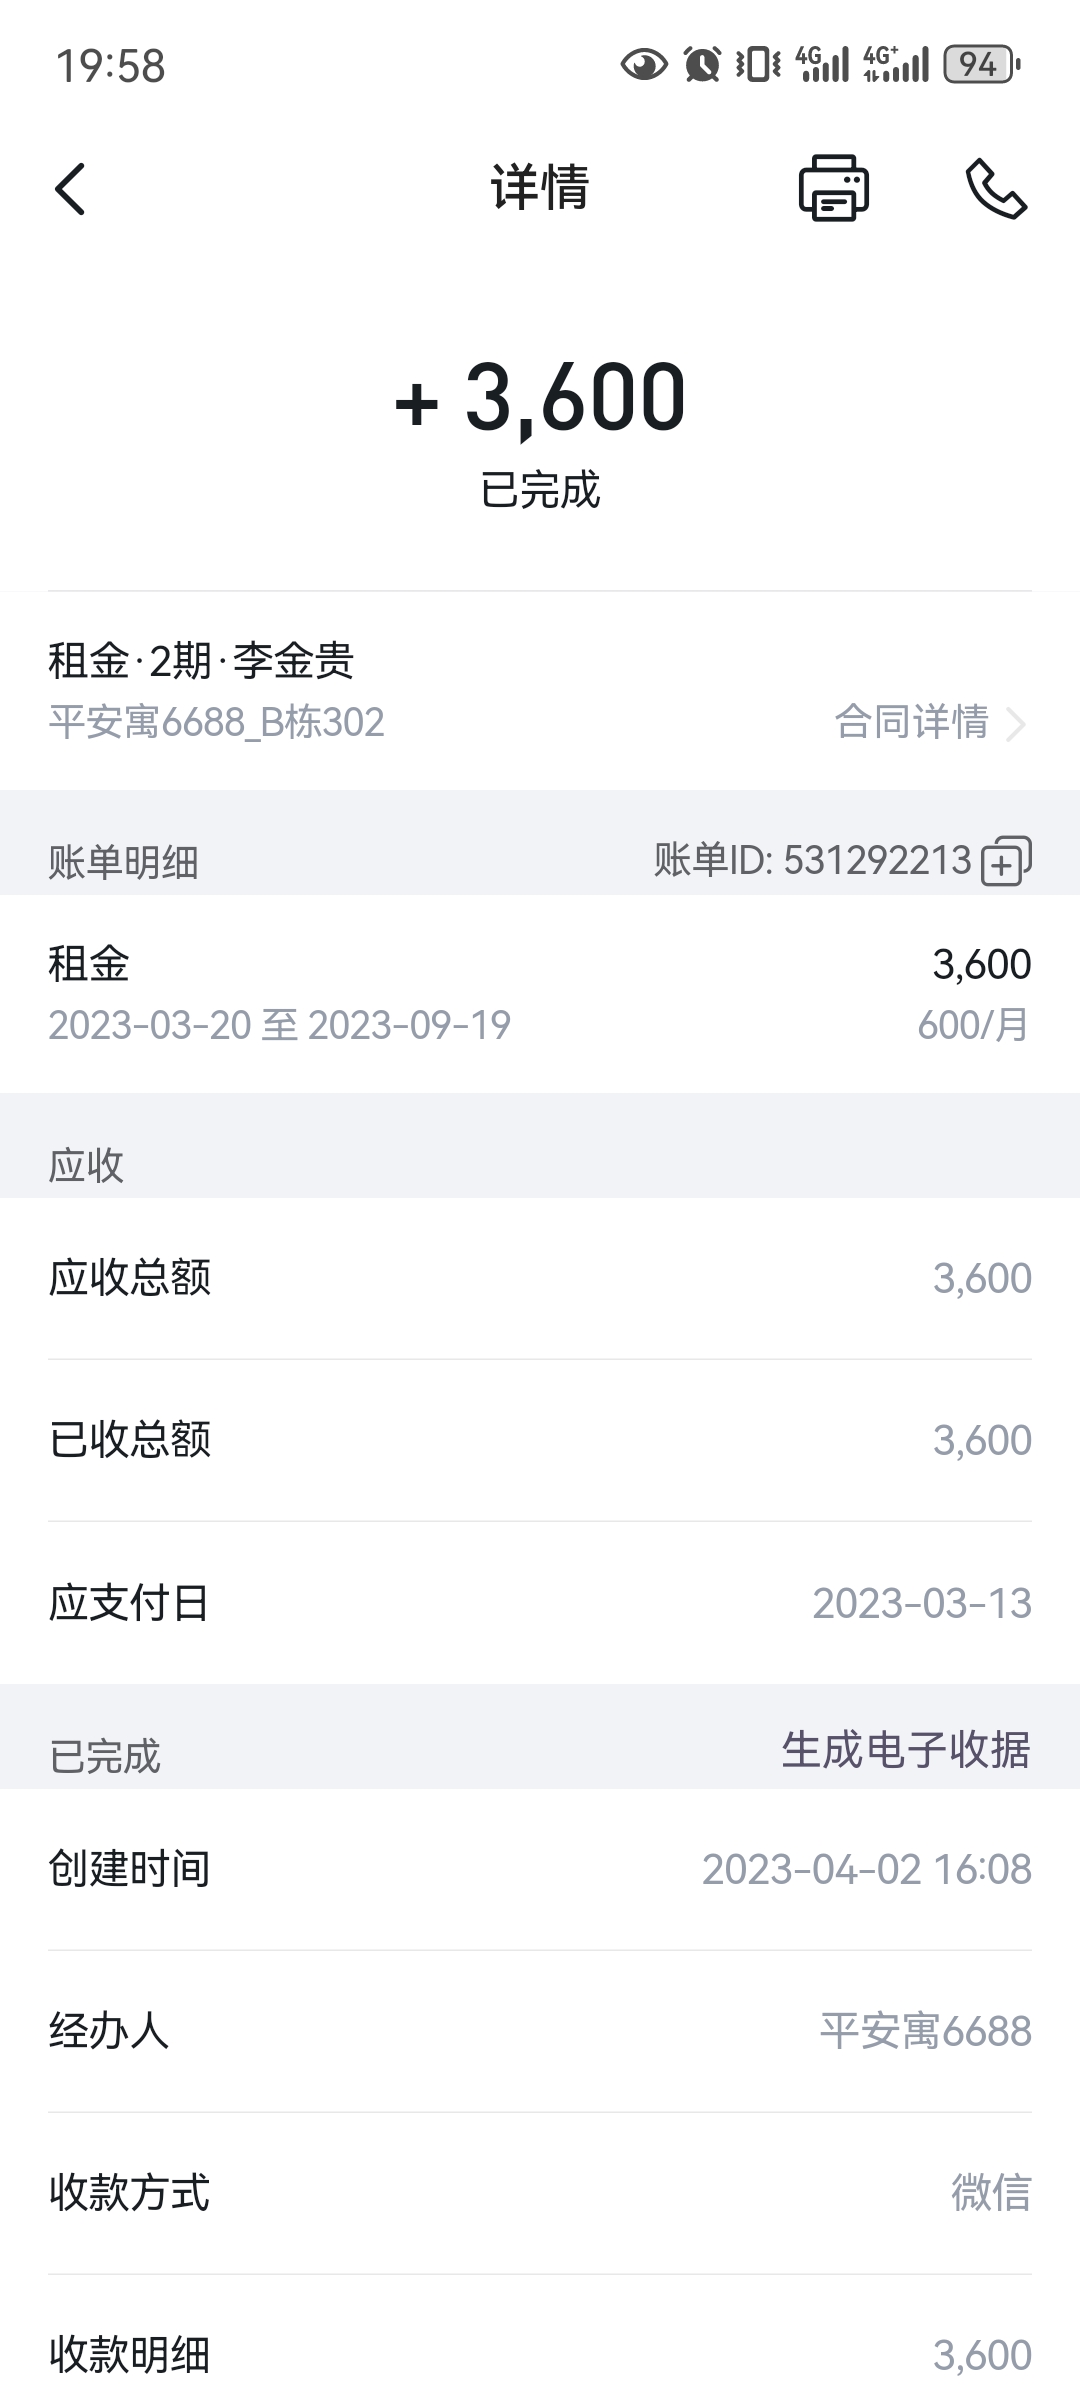 19:58
4G 4G+ 94
详情
+ 3,600
已完成
租金·2期·李金贵
平安寓6688_B栋302 合同详情
账单明细 账单ID: 531292213
租金 3,600
2023-03-20 至 2023-09-19 600/月
应收
应收总额 3,600
已收总额 3,600
应支付日 2023-03-13
已完成 生成电子收据
创建时间 2023-04-02 16:08
经办人 平安寓6688
收款方式 微信
收款明细 3,600